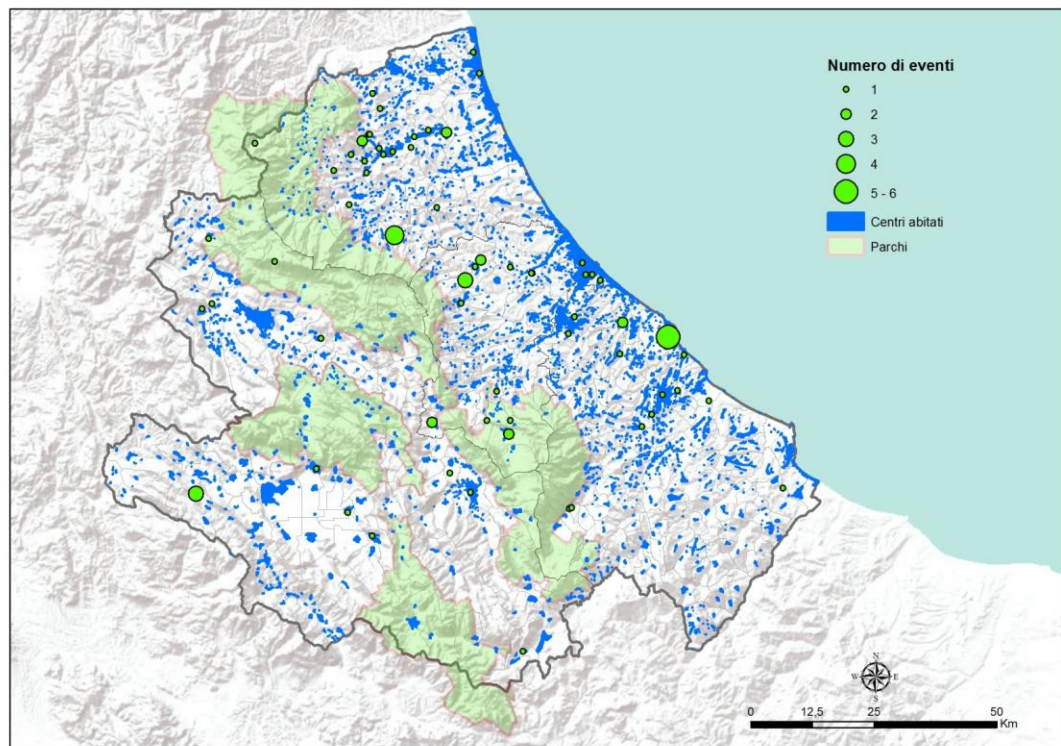 Numero di eventi
1
2
3
4
5 - 6
Centri abitati
Parchi
N
W E
S
0 12,5 25 50
Km